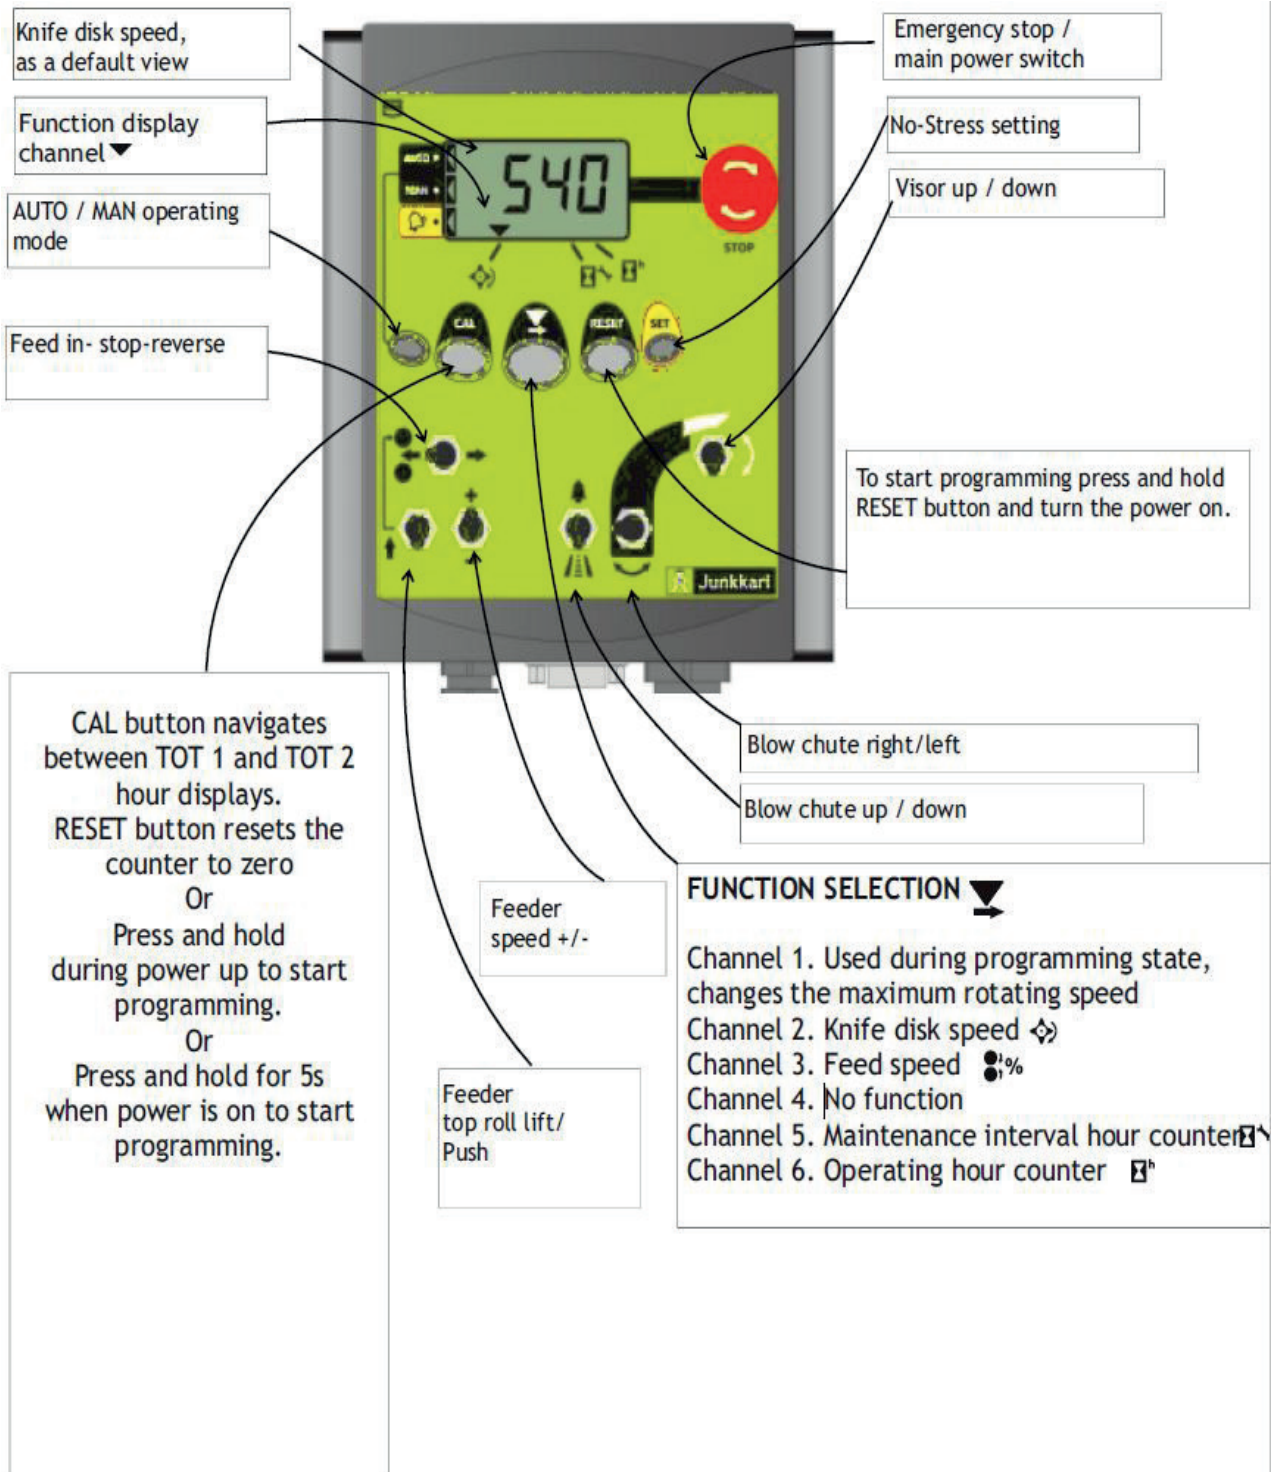 Knife disk speed,
as a default view
Function display
channel
AUTO / MAN operating
mode
Feed in- stop-reverse
Emergency stop /
main power switch
No-Stress setting
Visor up / down
AUTO
MAN
540
STOP
h
CAL
RESET
SET
+
-
Junkkari
To start programming press and hold
RESET button and turn the power on.
CAL button navigates
between TOT 1 and TOT 2
hour displays.
RESET button resets the
counter to zero
Or
Press and hold
during power up to start
programming.
Or
Press and hold for 5s
when power is on to start
programming.
Blow chute right/left
Blow chute up / down
Feeder
speed +/-
Feeder
top roll lift/
Push
FUNCTION SELECTION
Channel 1. Used during programming state,
changes the maximum rotating speed
Channel 2. Knife disk speed
Channel 3. Feed speed %
Channel 4. No function
Channel 5. Maintenance interval hour counter
Channel 6. Operating hour counter h